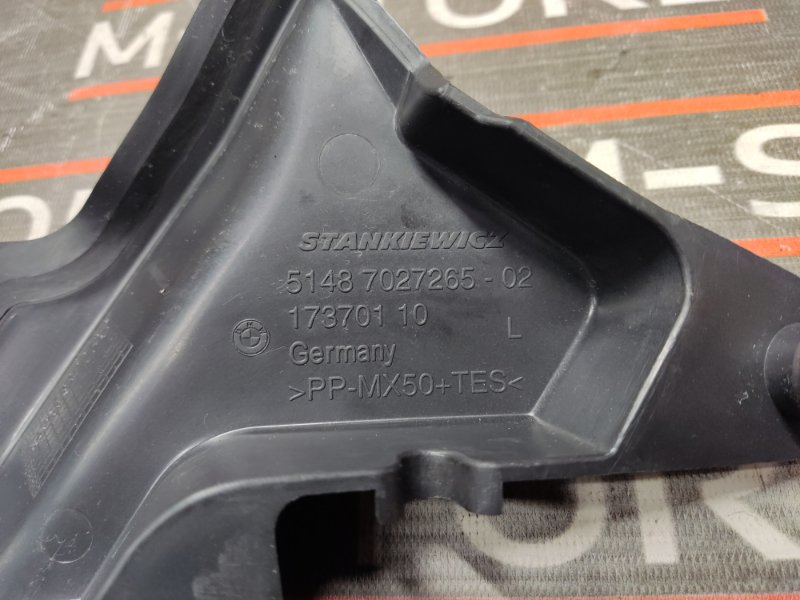 STANKIEWICZ
5148 7027265 - 02
173701 10
L
Germany
>PP-MX50+TES<